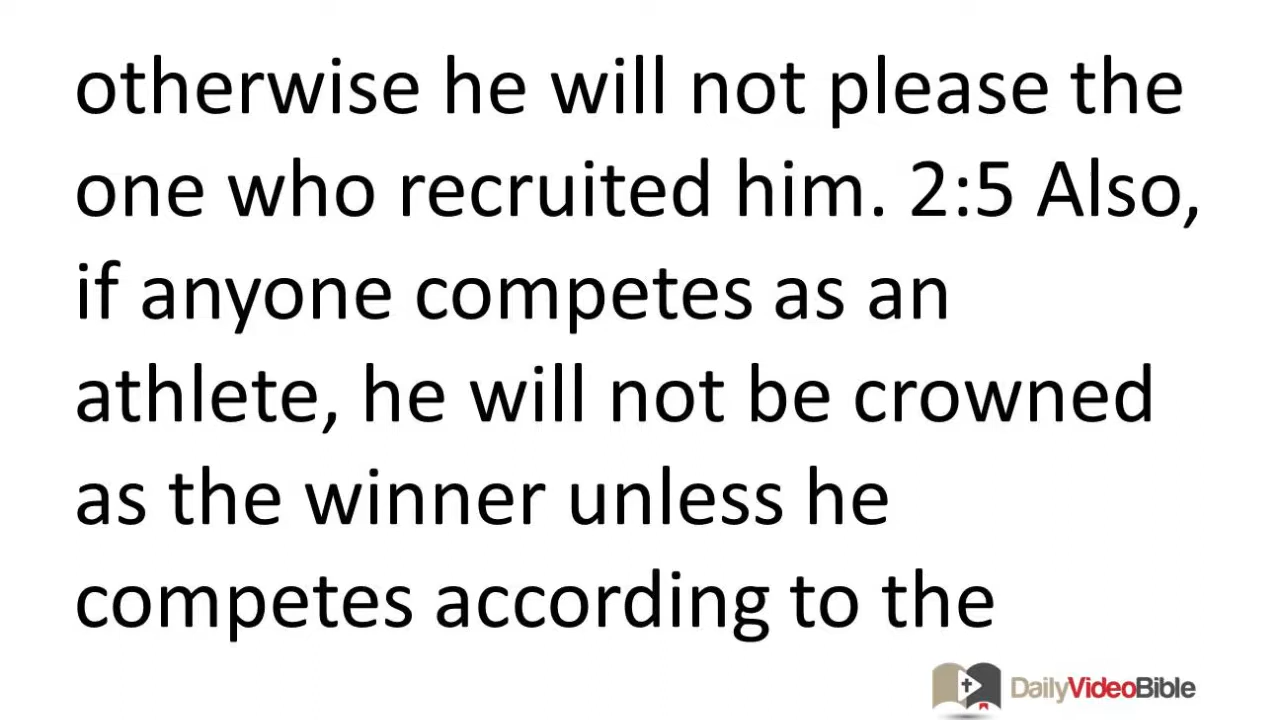 otherwise he will not please the
one who recruited him. 2:5 Also,
if anyone competes as an
athlete, he will not be crowned
as the winner unless he
competes according to the
DailyVideoBible